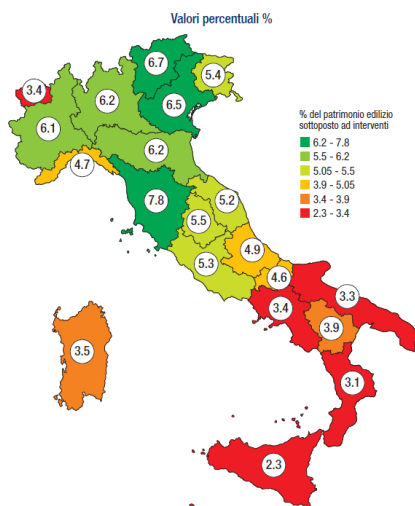 Valori percentuali %
6.7
5.4
3.4
6.2
6.5
6.1
6.2
4.7
7.8
5.2
5.5
4.9
5.3
4.6
3.4
3.3
3.9
3.5
3.1
2.3
% del patrimonio edilizio
sottoposto ad interventi
6.2 - 7.8
5.5 - 6.2
5.05 - 5.5
3.9 - 5.05
3.4 - 3.9
2.3 - 3.4